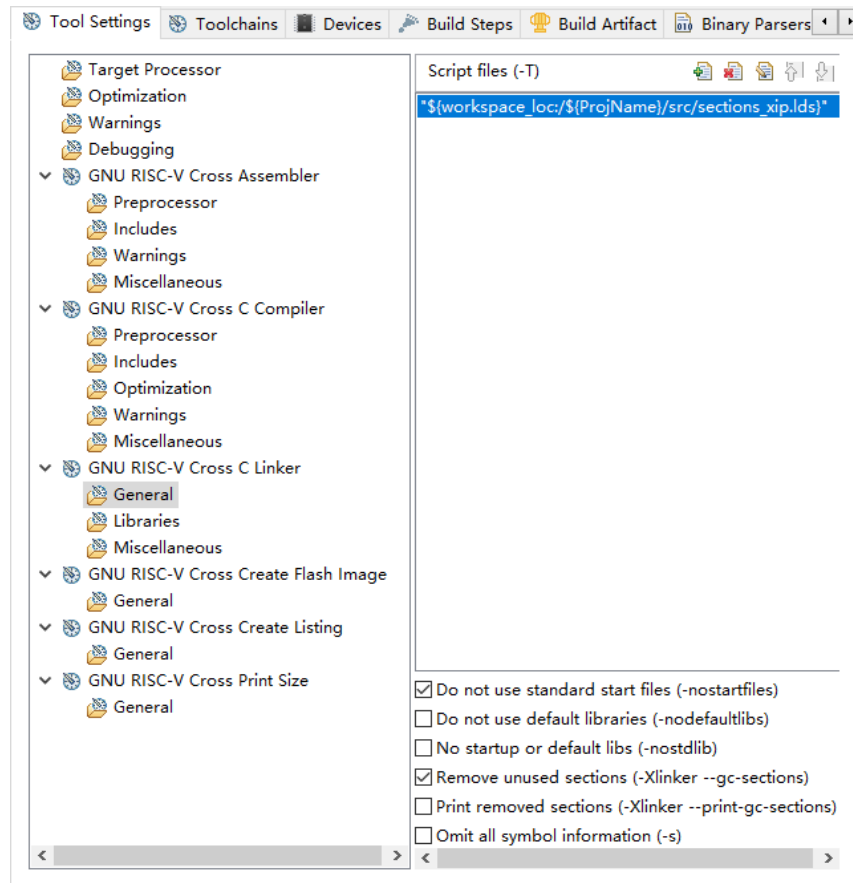 Tool Settings Toolchains Devices Build Steps Build Artifact Binary Parsers
Target Processor
Optimization
Warnings
Debugging
GNU RISC-V Cross Assembler
Preprocessor
Includes
Warnings
Miscellaneous
GNU RISC-V Cross C Compiler
Preprocessor
Includes
Optimization
Warnings
Miscellaneous
GNU RISC-V Cross C Linker
General
Libraries
Miscellaneous
GNU RISC-V Cross Create Flash Image
General
GNU RISC-V Cross Create Listing
General
GNU RISC-V Cross Print Size
General
Script files (-T)
"${workspace_loc:/${ProjName}/src/sections_xip.lds}"
Do not use standard start files (-nostartfiles)
Do not use default libraries (-nodefaultlibs)
No startup or default libs (-nostdlib)
Remove unused sections (-Xlinker --gc-sections)
Print removed sections (-Xlinker --print-gc-sections)
Omit all symbol information (-s)